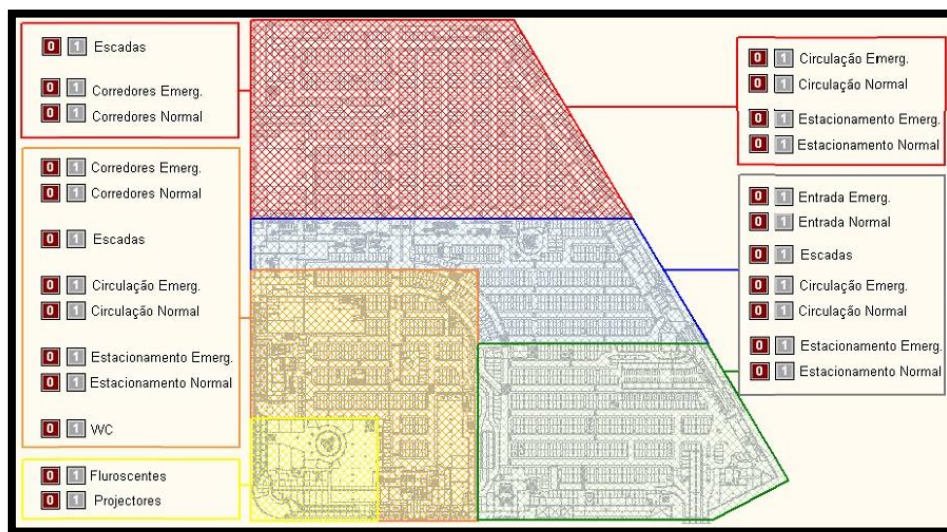 0 1 Escadas
0 1 Corredores Emerg.
0 1 Corredores Normal
0 1 Corredores Emerg.
0 1 Corredores Normal
0 1 Escadas
0 1 Circulação Emerg.
0 1 Circulação Normal
0 1 Estacionamento Emerg.
0 1 Estacionamento Normal
0 1 WC
0 1 Fluroscentes
0 1 Projectores
0 1 Circulação Emerg.
0 1 Circulação Normal
0 1 Estacionamento Emerg.
0 1 Estacionamento Normal
0 1 Entrada Emerg.
0 1 Entrada Normal
0 1 Escadas
0 1 Circulação Emerg.
0 1 Circulação Normal
0 1 Estacionamento Emerg.
0 1 Estacionamento Normal